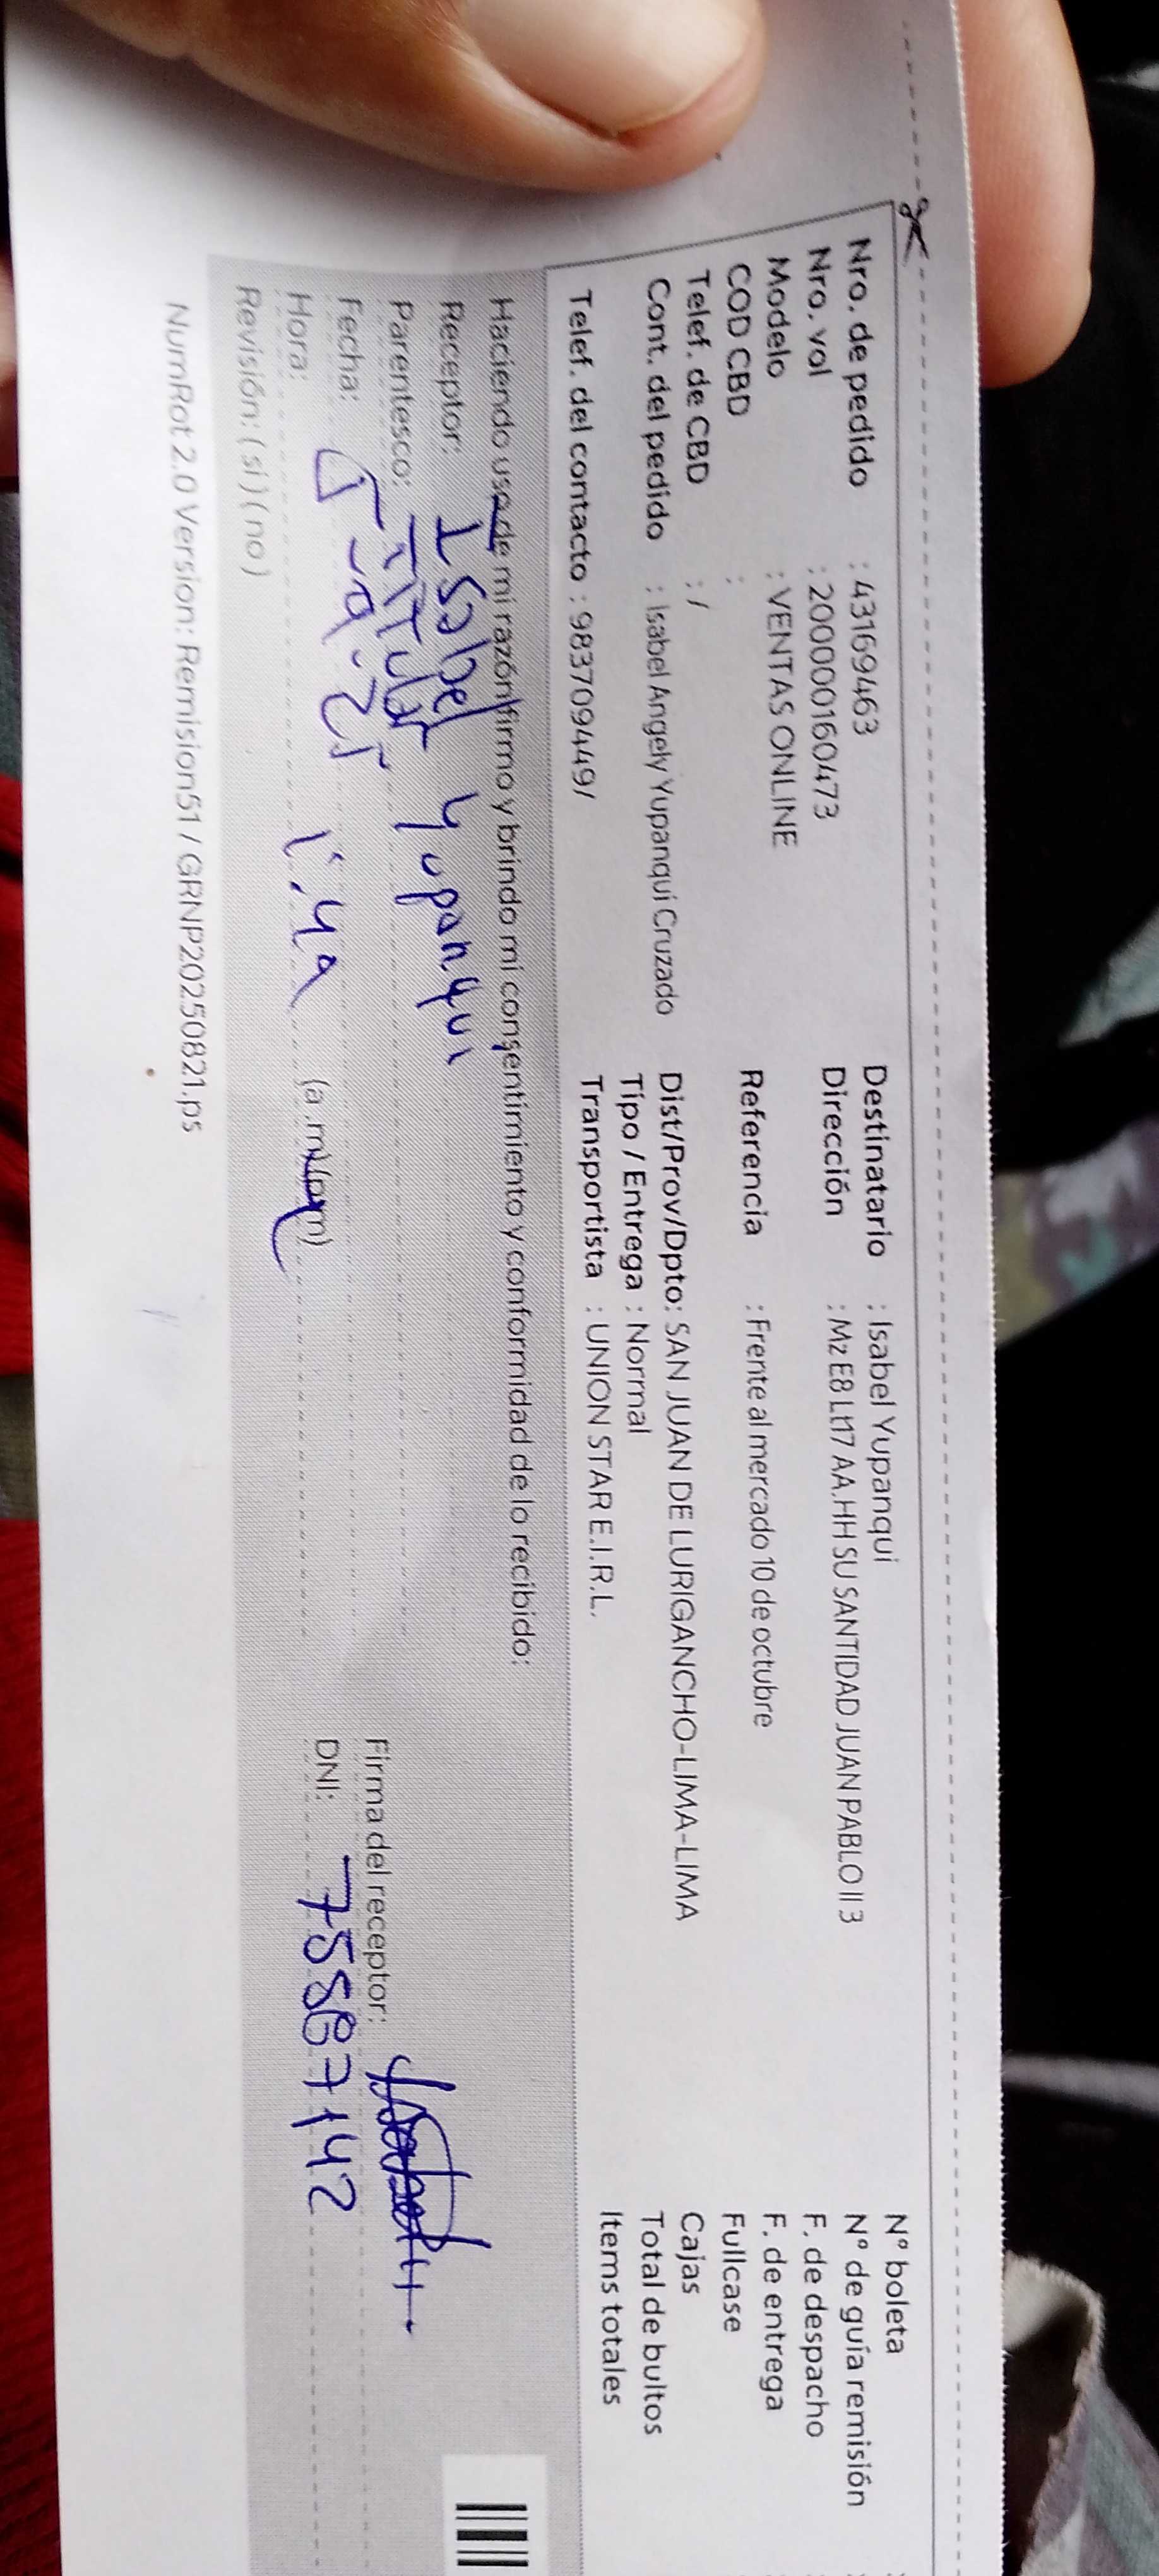 Nro. de pedido : 43169463
Nro. vol : 2000000160473
Modelo : VENTAS ONLINE
COD CBD :
Telef. de CBD : /
Cont. del pedido : Isabel Angely Yupanqui Cruzado
Telef. del contacto : 983709449/
Destinatario : Isabel Yupanqui
Dirección : Mz E8 Lt17 AA.HH SU SANTIDAD JUAN PABLO II 3
Referencia : Frente al mercado 10 de octubre
Dist/Prov/Dpto: SAN JUAN DE LURIGANCHO-LIMA-LIMA
Tipo / Entrega : Normal
Transportista : UNION STAR E.I.R.L.
N° boleta :
N° de guía remisión :
F. de despacho :
F. de entrega :
Fullcase
Cajas
Total de bultos
Items totales
Haciendo uso de mi razón firmo y brindo mi consentimiento y conformidad de lo recibido:
Receptor: Isabel Yupanqui
Parentesco: Titular
Fecha: 5-9-25
Hora: 1:49 (a.m)(p.m)
Revisión: (si) (no)
Firma del receptor:
DNI: 75587142
NumRot 2.0 Version: Remision51 / GRNP20250821.ps